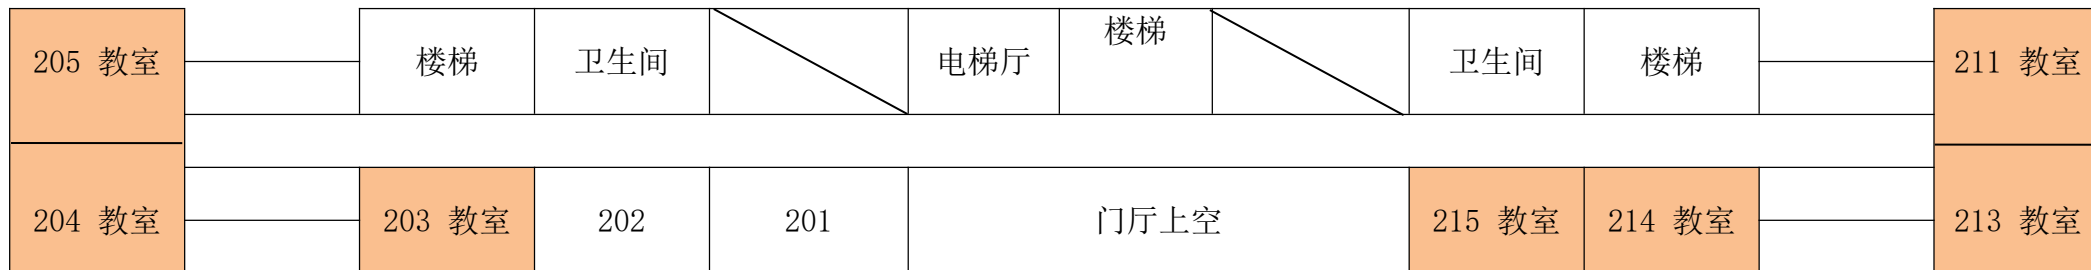 205 教室
楼梯
卫生间
电梯厅
楼梯
卫生间
楼梯
211 教室
204 教室
203 教室
202
201
门厅上空
215 教室
214 教室
213 教室